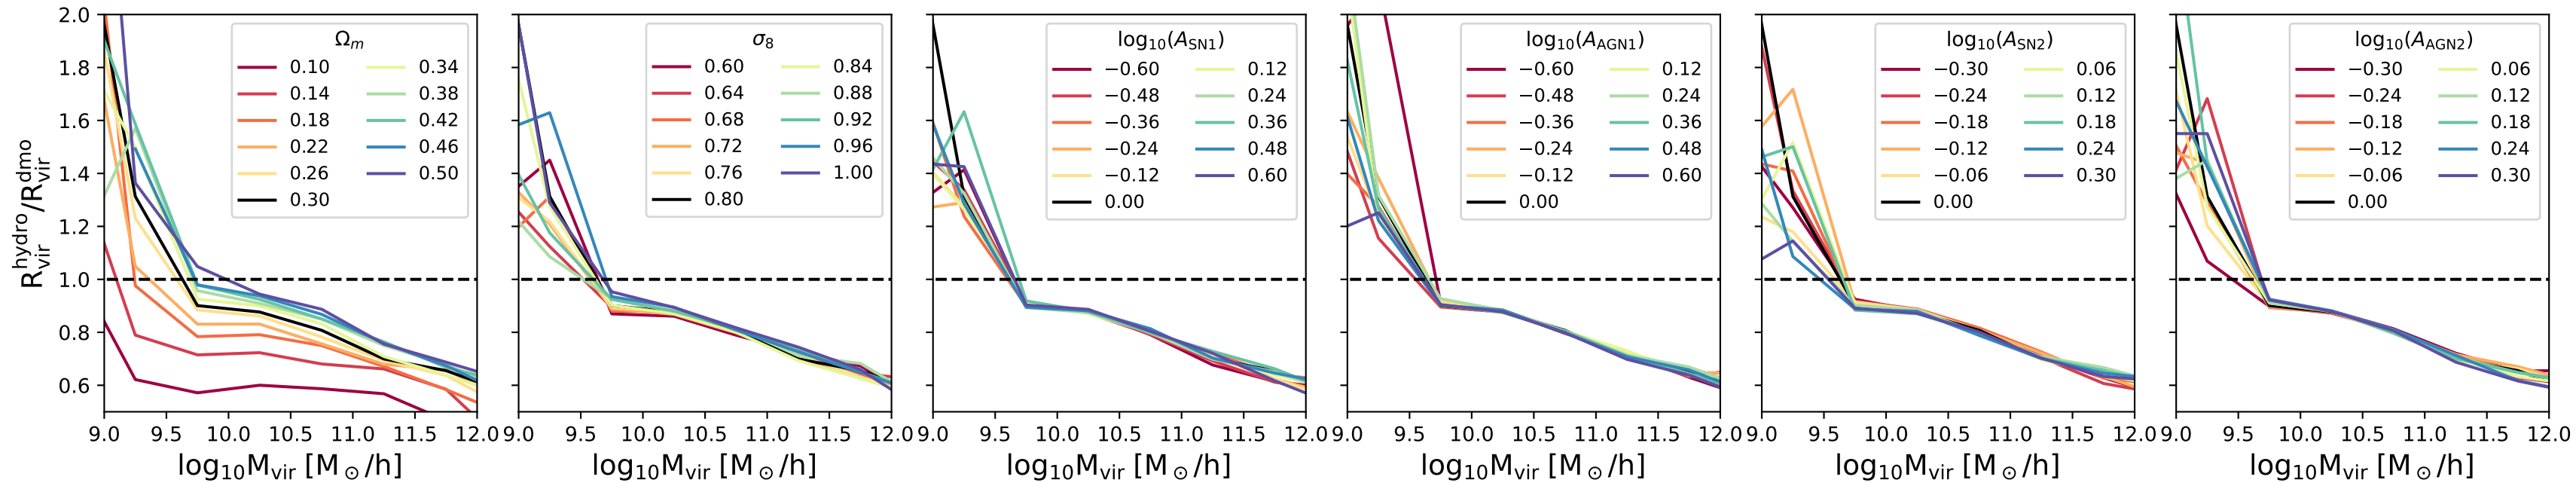 R_vir^hydro/R_vir^dmo
2.0
1.8
1.6
1.4
1.2
1.0
0.8
0.6
Ω_m
0.10 0.34
0.14 0.38
0.18 0.42
0.22 0.46
0.26 0.50
0.30
9.0 9.5 10.0 10.5 11.0 11.5 12.0
log₁₀M_vir [M_⊙/h]
σ₈
0.60 0.84
0.64 0.88
0.68 0.92
0.72 0.96
0.76 1.00
0.80
9.0 9.5 10.0 10.5 11.0 11.5 12.0
log₁₀M_vir [M_⊙/h]
log₁₀(A_SN1)
−0.60 0.12
−0.48 0.24
−0.36 0.36
−0.24 0.48
−0.12 0.60
0.00
9.0 9.5 10.0 10.5 11.0 11.5 12.0
log₁₀M_vir [M_⊙/h]
log₁₀(A_AGN1)
−0.60 0.12
−0.48 0.24
−0.36 0.36
−0.24 0.48
−0.12 0.60
0.00
9.0 9.5 10.0 10.5 11.0 11.5 12.0
log₁₀M_vir [M_⊙/h]
log₁₀(A_SN2)
−0.30 0.06
−0.24 0.12
−0.18 0.18
−0.12 0.24
−0.06 0.30
0.00
9.0 9.5 10.0 10.5 11.0 11.5 12.0
log₁₀M_vir [M_⊙/h]
log₁₀(A_AGN2)
−0.30 0.06
−0.24 0.12
−0.18 0.18
−0.12 0.24
−0.06 0.30
0.00
9.0 9.5 10.0 10.5 11.0 11.5 12.0
log₁₀M_vir [M_⊙/h]